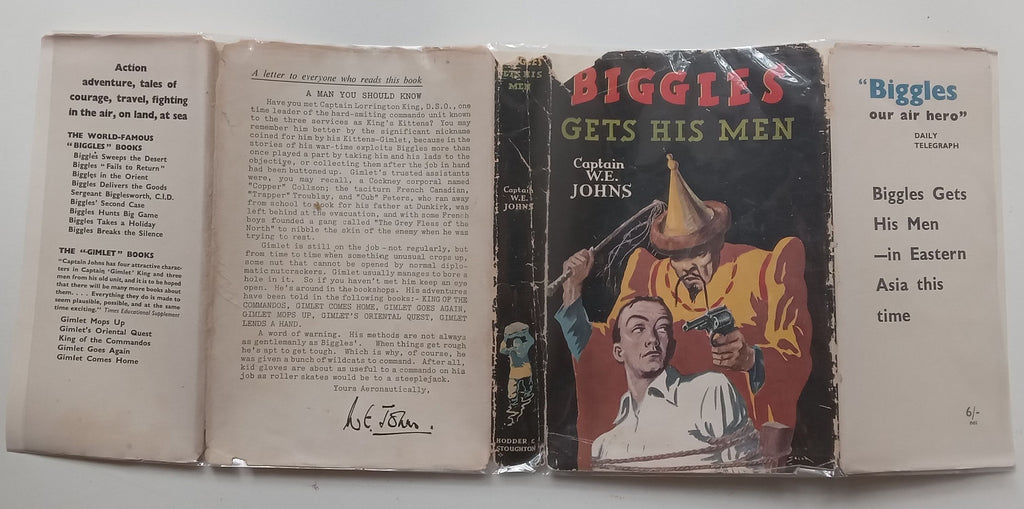 Action
adventure, tales of
courage, travel, fighting
in the air, on land, at sea
THE WORLD-FAMOUS
"BIGGLES" BOOKS
Biggles Sweeps the Desert
Biggles "Fails to Return"
Biggles in the Orient
Biggles Delivers the Goods
Sergeant Bigglesworth, C.I.D.
Biggles' Second Case
Biggles Hunts Big Game
Biggles Takes a Holiday
Biggles Breaks the Silence
THE "GIMLET" BOOKS
"Captain Johns has four attractive charac-
ters in Captain 'Gimlet' King and three
men from his old unit, and it is to be hoped
that there will be many more books about
them. . . . Everything they do is made to
seem plausible, possible, and at the same
time exciting." Times Educational Supplement
Gimlet Mops Up
Gimlet's Oriental Quest
King of the Commandos
Gimlet Goes Again
Gimlet Comes Home
A letter to everyone who reads this book
A MAN YOU SHOULD KNOW
Have you met Captain Lorrington King, D.S.O., one
time leader of the hard-smiting commando unit known
to the three services as King's Kittens? You may
remember him better by the significant nickname
coined for him by his Kittens-Gimlet, because in the
stories of his war-time exploits Biggles more than
once played a part by taking him and his lads to the
objective, or collecting them after the job in hand
had been buttoned up. Gimlet's trusted assistants
were, you may recall, a Cockney corporal named
"Copper" Collson; the taciturn French Canadian,
"Trapper" Troublay, and "Cub" Peters, who ran away
from school to look for his father at Dunkirk, was
left behind at the evacuation, and with some French
boys founded a gang called "The Grey Fleas of the
North" to nibble the skin of the enemy when he was
trying to rest.
Gimlet is still on the job-not regularly, but
from time to time when something unusual crops up,
some nut that cannot be opened by normal diplo-
matic nutcrackers. Gimlet usually manages to bore a
hole in it. So if you haven't met him keep an eye
open. He's around in the bookshops. His adventures
have been told in the following books:- KING OF THE
COMMANDOS, GIMLET COMES HOME, GIMLET GOES AGAIN,
GIMLET MOPS UP, GIMLET'S ORIENTAL QUEST, GIMLET
LENDS A HAND.
A word of warning. His methods are not always
as gentlemanly as Biggles'. When things get rough
he's apt to get tough. Which is why, of course, he
was given a bunch of wildcats to command. After all,
kid gloves are about as useful to a commando on his
job as roller skates would be to a steeplejack.
Yours Aeronautically,
W.E. Johns.
BIGGLES
GETS HIS
MEN
Captain
W.E.
JOHNS
HODDER &
STOUGHTON
BIGGLES
GETS HIS MEN
Captain
W.E.
JOHNS
"Biggles
our air hero"
DAILY
TELEGRAPH
Biggles Gets
His Men
—in Eastern
Asia this
time
6/-
net